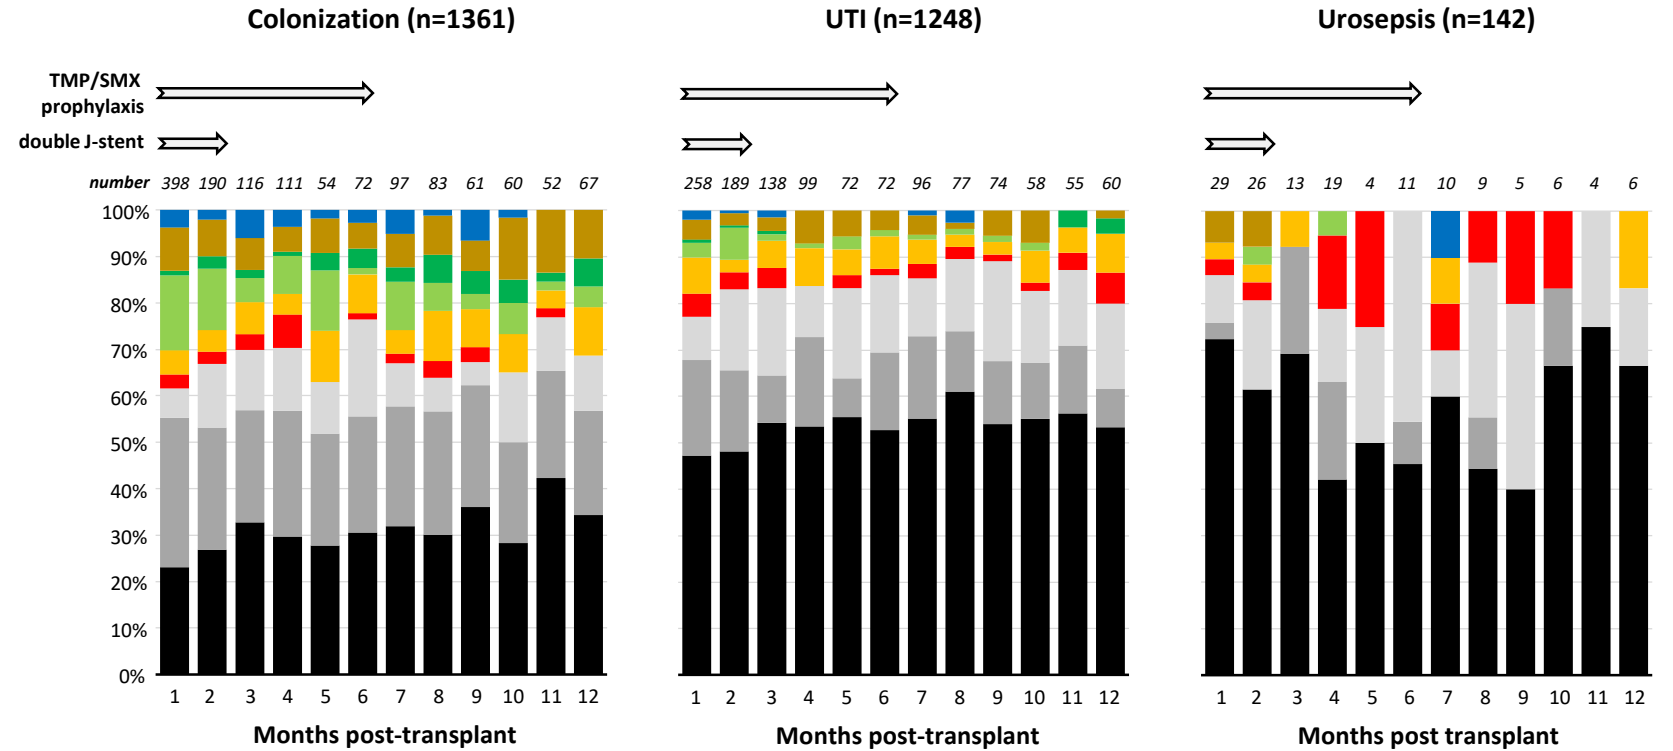 Colonization (n=1361) UTI (n=1248) Urosepsis (n=142)
TMP/SMX
prophylaxis
double J-stent
number 398 190 116 111 54 72 97 83 61 60 52 67 258 189 138 99 72 72 96 77 74 58 55 60 29 26 13 19 4 11 10 9 5 6 4 6
100%
90%
80%
70%
60%
50%
40%
30%
20%
10%
0%
1 2 3 4 5 6 7 8 9 10 11 12 1 2 3 4 5 6 7 8 9 10 11 12 1 2 3 4 5 6 7 8 9 10 11 12
Months post-transplant Months post-transplant Months post transplant